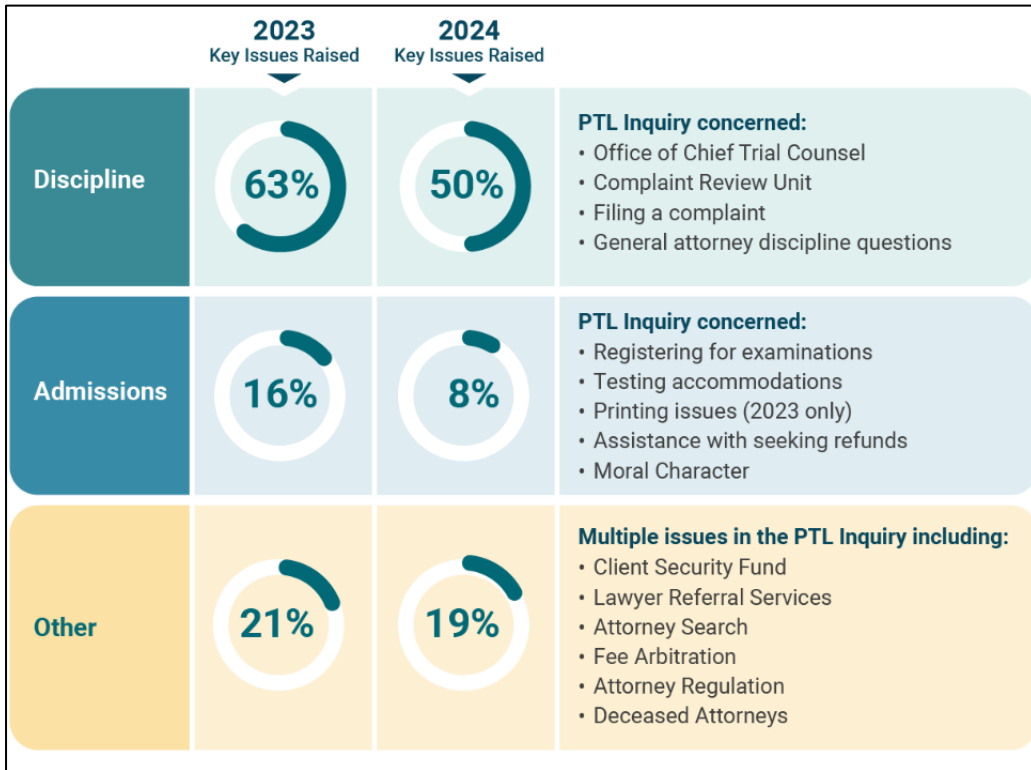 2023
Key Issues Raised
2024
Key Issues Raised
Discipline
63%
50%
PTL Inquiry concerned:
• Office of Chief Trial Counsel
• Complaint Review Unit
• Filing a complaint
• General attorney discipline questions
Admissions
16%
8%
PTL Inquiry concerned:
• Registering for examinations
• Testing accommodations
• Printing issues (2023 only)
• Assistance with seeking refunds
• Moral Character
Other
21%
19%
Multiple issues in the PTL Inquiry including:
• Client Security Fund
• Lawyer Referral Services
• Attorney Search
• Fee Arbitration
• Attorney Regulation
• Deceased Attorneys